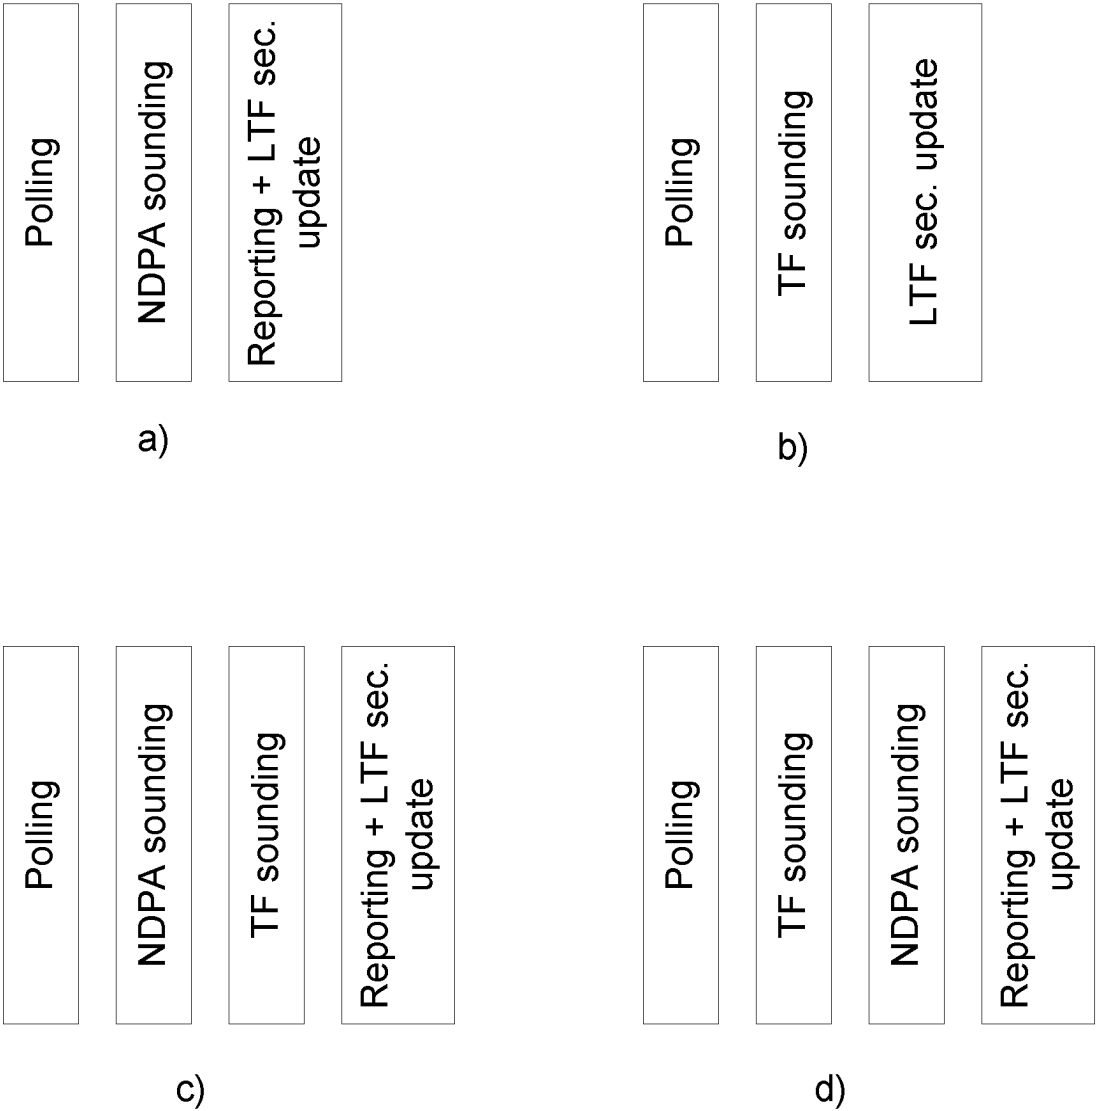 Polling
NDPA sounding
Reporting + LTF sec.
update
a)
Polling
TF sounding
LTF sec. update
b)
Polling
NDPA sounding
TF sounding
Reporting + LTF sec.
update
c)
Polling
TF sounding
NDPA sounding
Reporting + LTF sec.
update
d)